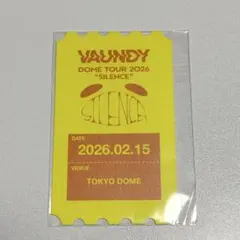 VAUNDY
DOME TOUR 2026
"SILENCE"
SILENCE
DATE
2026.02.15
VENUE
TOKYO DOME